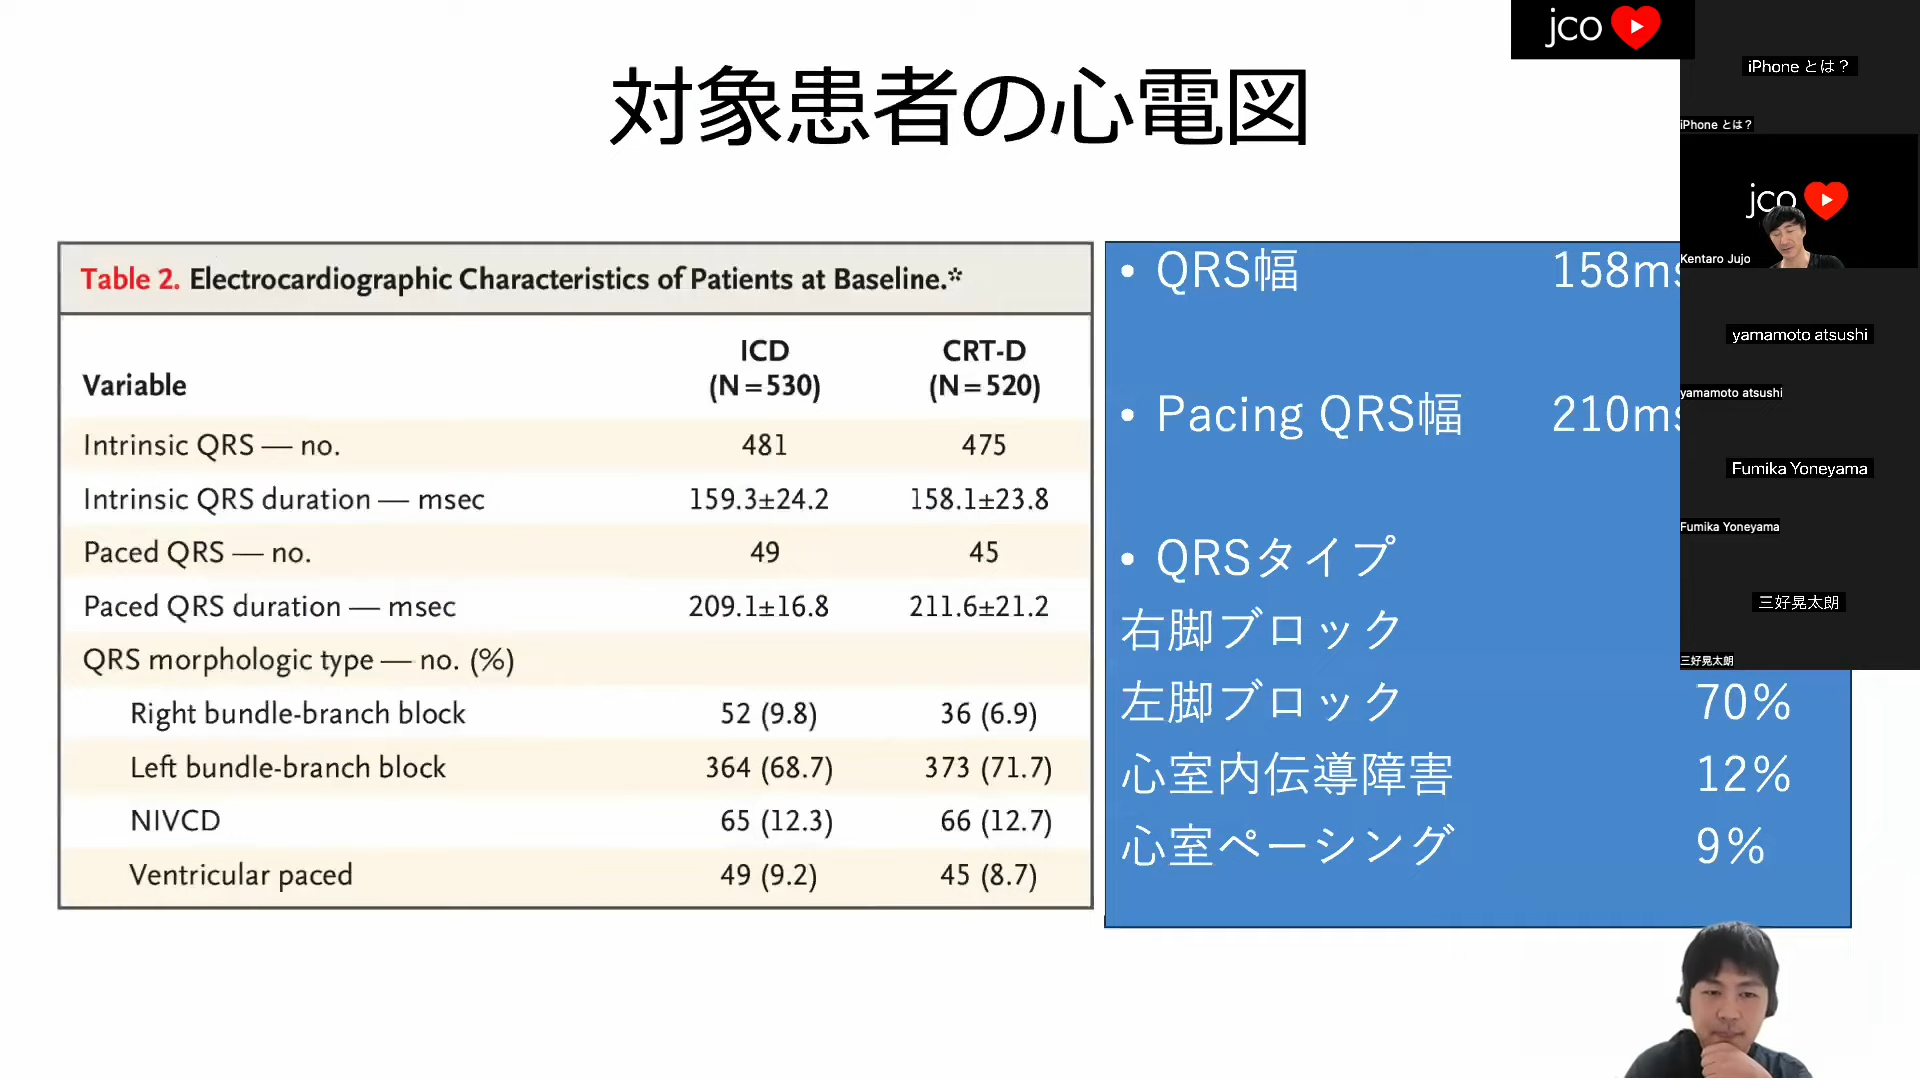 jco
対象患者の心電図
Table 2. Electrocardiographic Characteristics of Patients at Baseline.*
Variable ICD (N=530) CRT-D (N=520)
Intrinsic QRS — no. 481 475
Intrinsic QRS duration — msec 159.3±24.2 158.1±23.8
Paced QRS — no. 49 45
Paced QRS duration — msec 209.1±16.8 211.6±21.2
QRS morphologic type — no. (%)
Right bundle-branch block 52 (9.8) 36 (6.9)
Left bundle-branch block 364 (68.7) 373 (71.7)
NIVCD 65 (12.3) 66 (12.7)
Ventricular paced 49 (9.2) 45 (8.7)
• QRS幅 158ms
• Pacing QRS幅 210ms
• QRSタイプ
右脚ブロック
左脚ブロック 70%
心室内伝導障害 12%
心室ペーシング 9%
iPhone とは？
iPhone とは？
jco
Kentaro Jujo
yamamoto atsushi
yamamoto atsushi
Fumika Yoneyama
Fumika Yoneyama
三好晃太朗
三好晃太朗